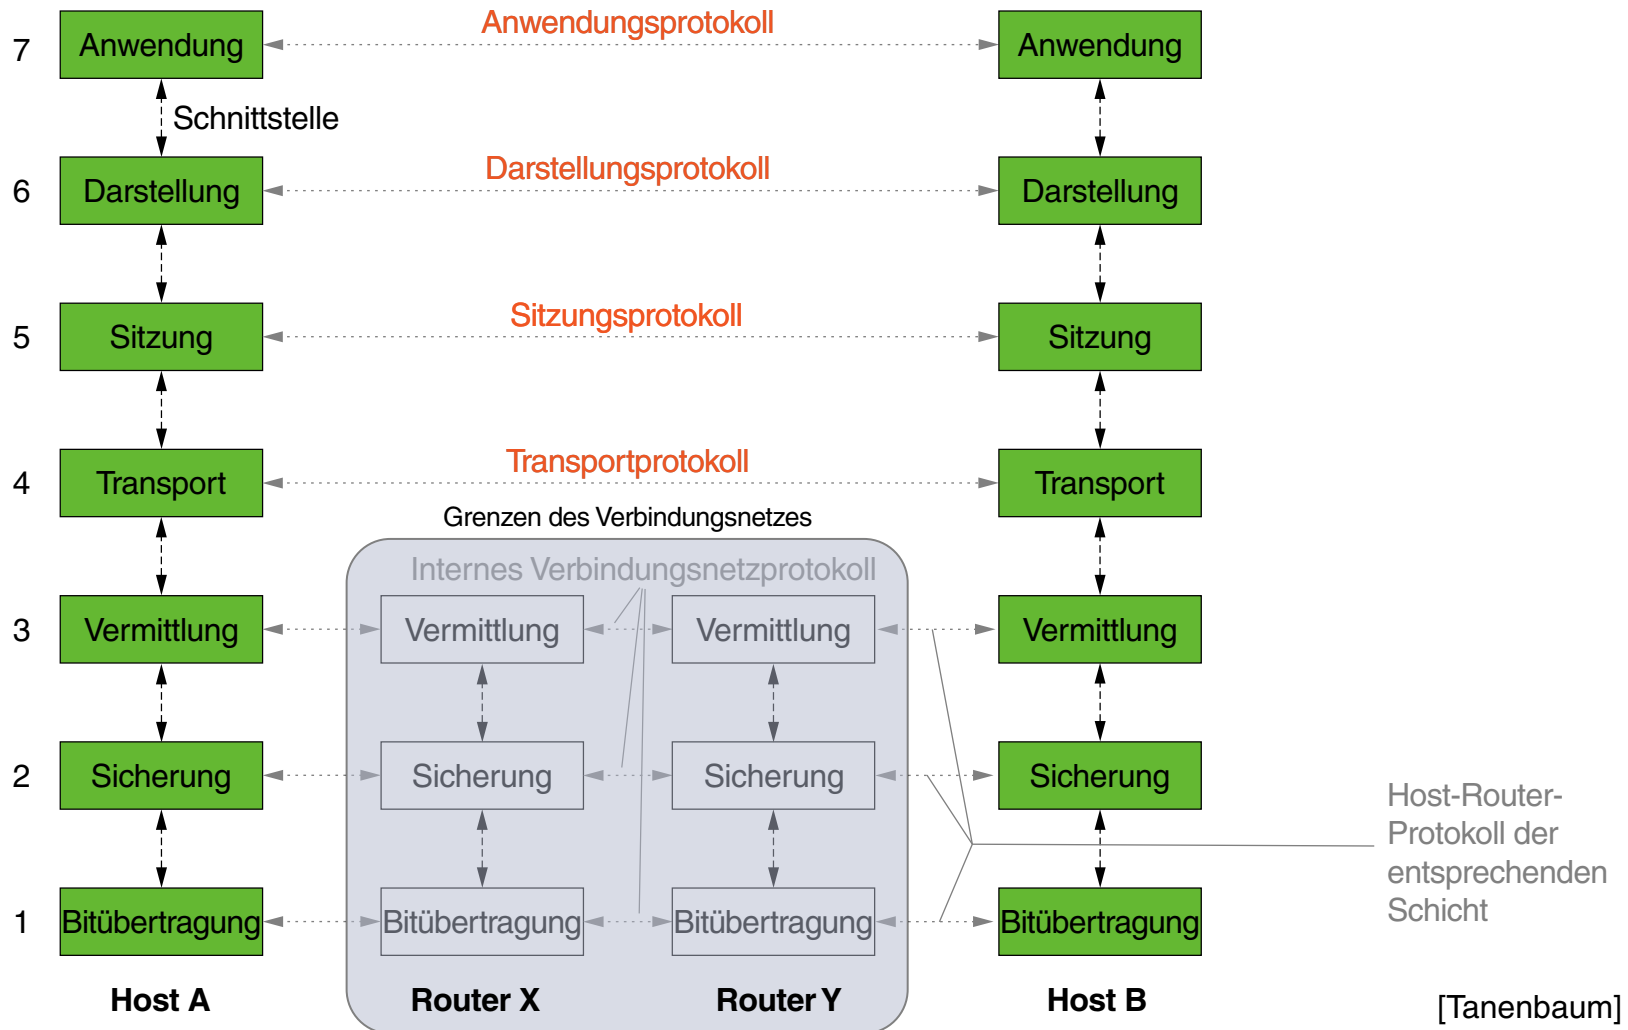 7
Anwendung
Anwendungsprotokoll
Anwendung
Schnittstelle
6
Darstellung
Darstellungsprotokoll
Darstellung
5
Sitzung
Sitzungsprotokoll
Sitzung
4
Transport
Transportprotokoll
Transport
Grenzen des Verbindungsnetzes
Internes Verbindungsnetzprotokoll
3
Vermittlung
Vermittlung
Vermittlung
Vermittlung
2
Sicherung
Sicherung
Sicherung
Sicherung
Host-Router-
Protokoll der
entsprechenden
Schicht
1
Bitübertragung
Bitübertragung
Bitübertragung
Bitübertragung
Host A
Router X
Router Y
Host B
[Tanenbaum]